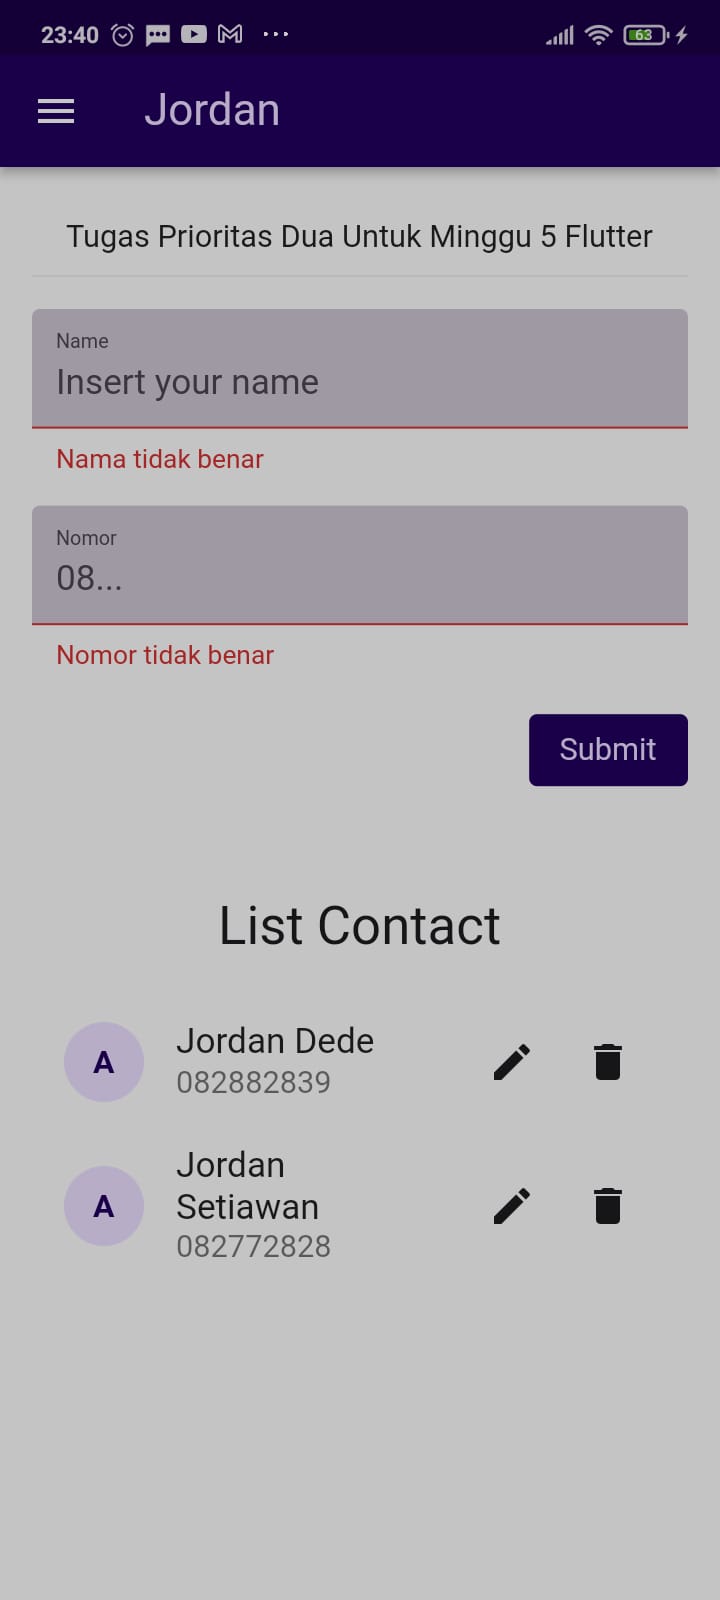 23:40
63
Jordan
Tugas Prioritas Dua Untuk Minggu 5 Flutter
Name
Insert your name
Nama tidak benar
Nomor
08...
Nomor tidak benar
Submit
List Contact
A
Jordan Dede
082882839
A
Jordan
Setiawan
082772828